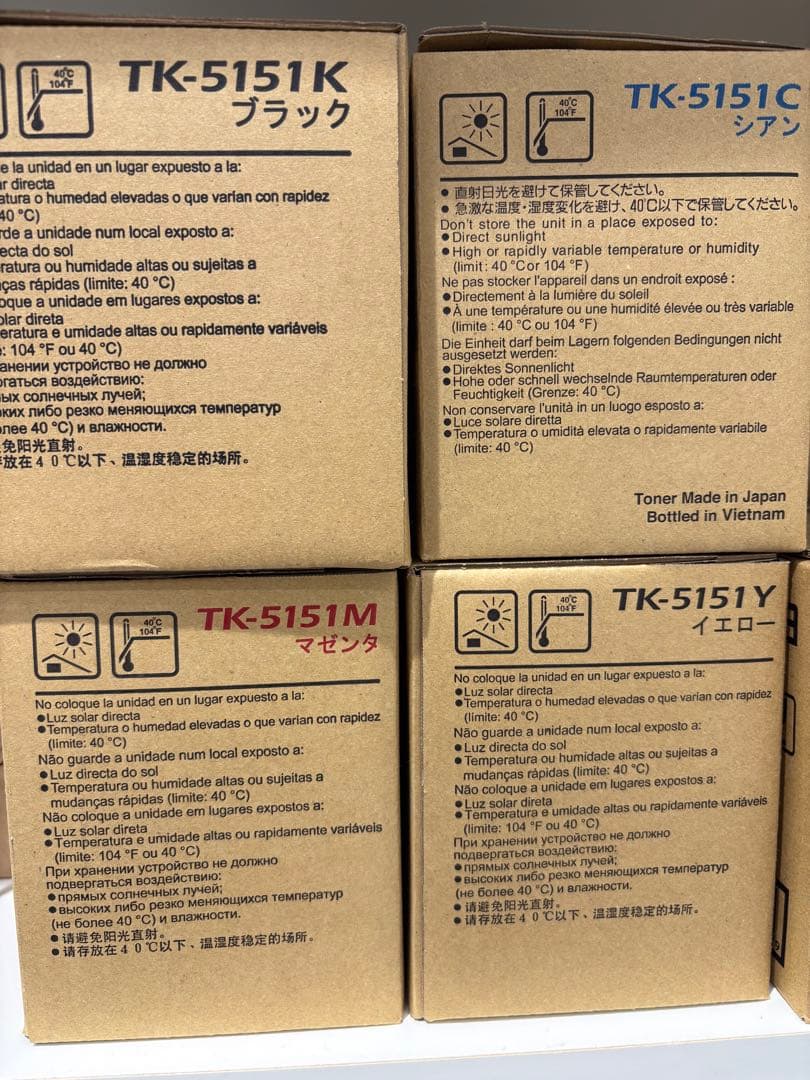 40℃
104°F
TK-5151K
ブラック
la unidad en un lugar expuesto a la:
directa
humedad elevadas o que varían con rapidez
40 °C)
a unidade num local exposto a:
do sol
ou humidade altas ou sujeitas a
rápidas (limite: 40 °C)
a unidade em lugares expostos a:
direta
e umidade altas ou rapidamente variáveis
104 °F ou 40 °C)
устройство не должно
воздействию:
солнечных лучей;
либо резко меняющихся температур
40 °C) и влажности.
免阳光直射。
存放在４０℃以下、温湿度稳定的场所。
40℃
104°F
TK-5151C
シアン
● 直射日光を避けて保管してください。
● 急激な温度・湿度変化を避け、40℃以下で保管してください。
Don't store the unit in a place exposed to:
● Direct sunlight
● High or rapidly variable temperature or humidity
(limit: 40 °C or 104 °F)
Ne pas stocker l'appareil dans un endroit exposé :
● Directement à la lumière du soleil
● À une température ou une humidité élevée ou très variable
(limite : 40 °C ou 104 °F)
Die Einheit darf beim Lagern folgenden Bedingungen nicht
ausgesetzt werden:
● Direktes Sonnenlicht
● Hohe oder schnell wechselnde Raumtemperaturen oder
Feuchtigkeit (Grenze: 40 °C)
Non conservare l'unità in un luogo esposto a:
● Luce solare diretta
● Temperatura o umidità elevata o rapidamente variabile
(limite: 40 °C)
Toner Made in Japan
Bottled in Vietnam
40℃
104°F
TK-5151M
マゼンタ
No coloque la unidad en un lugar expuesto a la:
● Luz solar directa
● Temperatura o humedad elevadas o que varían con rapidez
(limite: 40 °C)
Não guarde a unidade num local exposto a:
● Luz directa do sol
● Temperatura ou humidade altas ou sujeitas a
mudanças rápidas (limite: 40 °C)
Não coloque a unidade em lugares expostos a:
● Luz solar direta
● Temperatura e umidade altas ou rapidamente variáveis
(limite: 104 °F ou 40 °C)
При хранении устройство не должно
подвергаться воздействию:
● прямых солнечных лучей;
● высоких либо резко меняющихся температур
(не более 40 °C) и влажности.
● 请避免阳光直射。
● 请存放在４０℃以下、温湿度稳定的场所。
40℃
104°F
TK-5151Y
イエロー
No coloque la unidad en un lugar expuesto a la:
● Luz solar directa
● Temperatura o humedad elevadas o que varían con rapidez
(limite: 40 °C)
Não guarde a unidade num local exposto a:
● Luz directa do sol
● Temperatura ou humidade altas ou sujeitas a
mudanças rápidas (limite: 40 °C)
Não coloque a unidade em lugares expostos a:
● Luz solar direta
● Temperatura e umidade altas ou rapidamente variáveis
(limite: 104 °F ou 40 °C)
При хранении устройство не должно
подвергаться воздействию:
● прямых солнечных лучей;
● высоких либо резко меняющихся температур
(не более 40 °C) и влажности.
● 请避免阳光直射。
● 请存放在４０℃以下、温湿度稳定的场所。